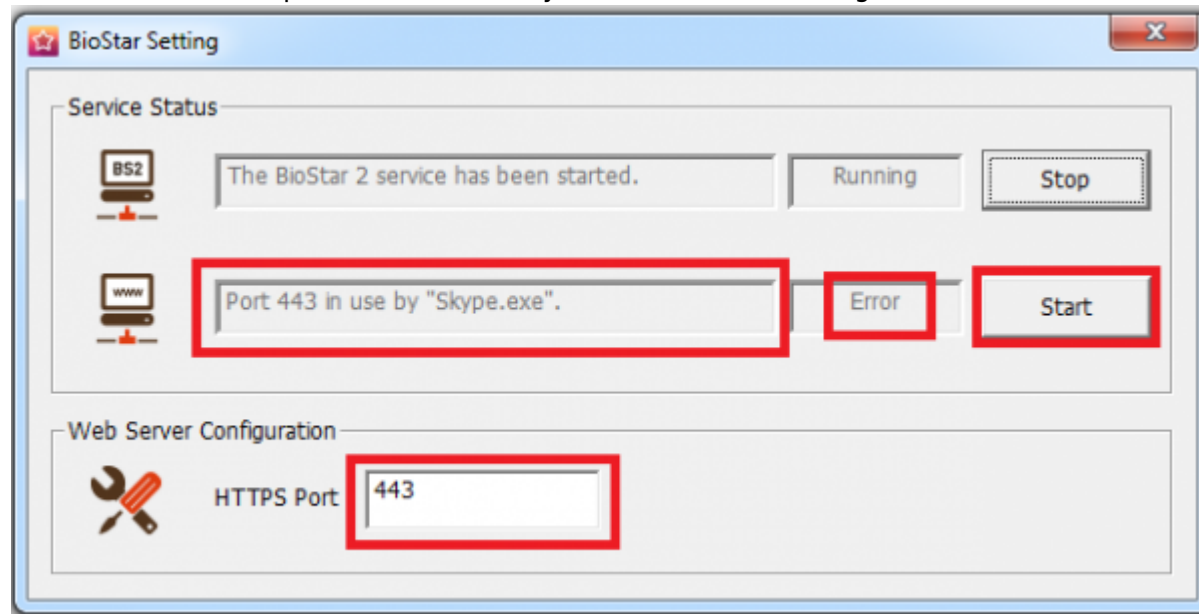 BioStar Setting
Service Status
BS2
The BioStar 2 service has been started.
Running
Stop
www
Port 443 in use by "Skype.exe".
Error
Start
Web Server Configuration
HTTPS Port
443